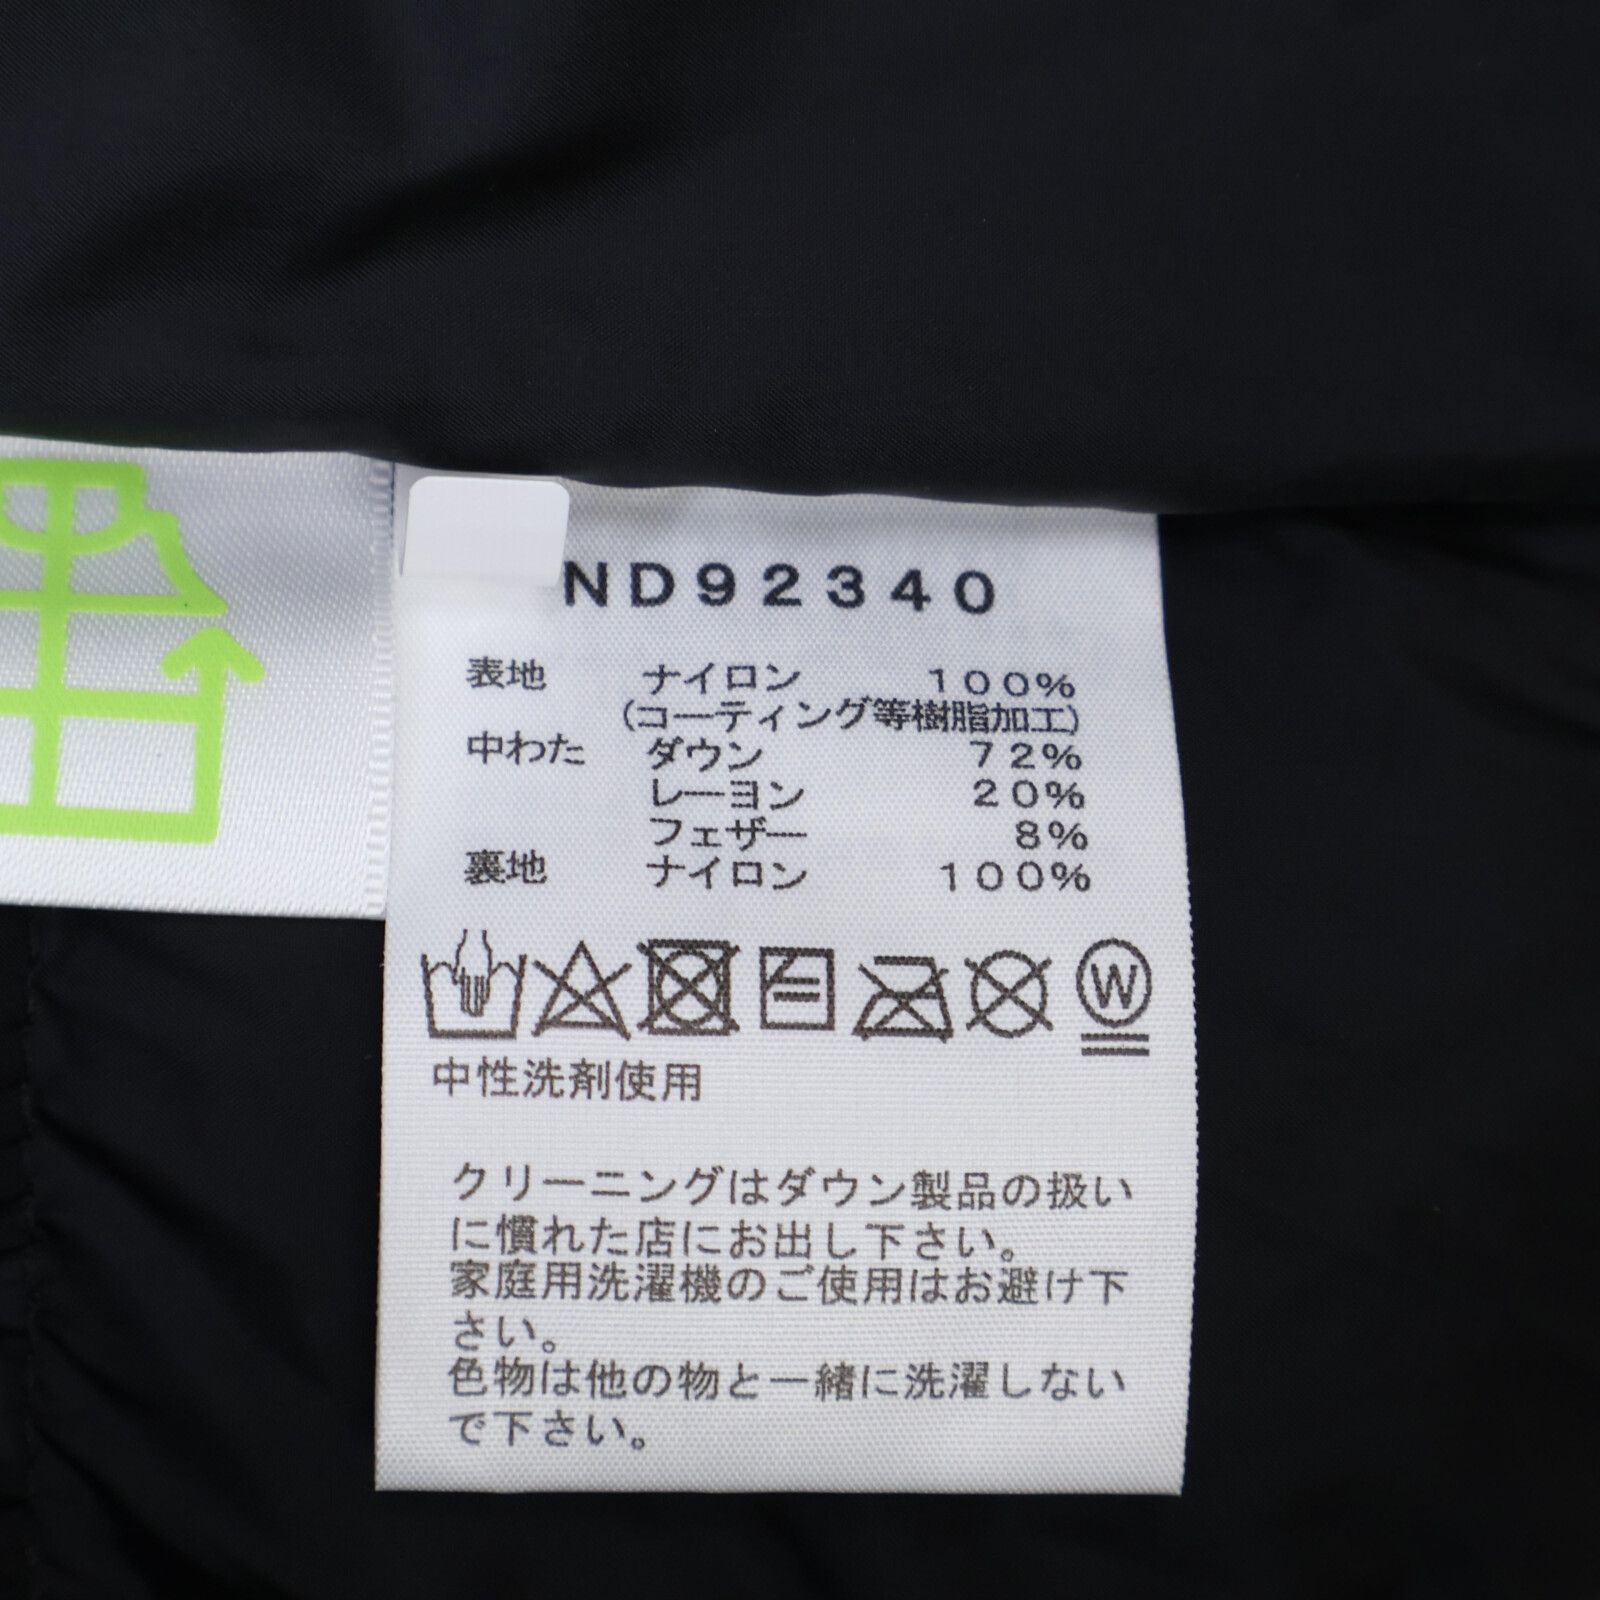 ND92340
表地 ナイロン 100%
(コーティング等樹脂加工)
中わた ダウン 72%
レーヨン 20%
フェザー 8%
裏地 ナイロン 100%
W
中性洗剤使用
クリーニングはダウン製品の扱い
に慣れた店にお出し下さい。
家庭用洗濯機のご使用はお避け下
さい。
色物は他の物と一緒に洗濯しない
で下さい。